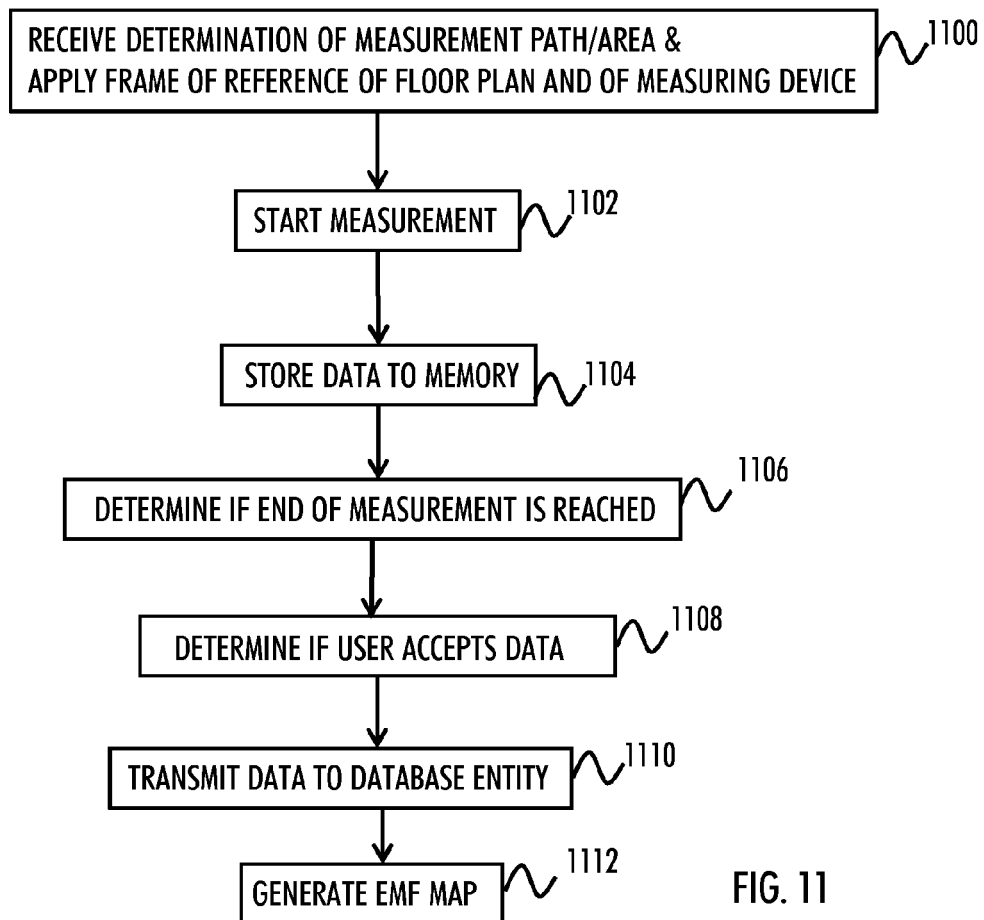 RECEIVE DETERMINATION OF MEASUREMENT PATH/AREA &
APPLY FRAME OF REFERENCE OF FLOOR PLAN AND OF MEASURING DEVICE
1100
START MEASUREMENT
1102
STORE DATA TO MEMORY
1104
DETERMINE IF END OF MEASUREMENT IS REACHED
1106
DETERMINE IF USER ACCEPTS DATA
1108
TRANSMIT DATA TO DATABASE ENTITY
1110
GENERATE EMF MAP
1112
FIG. 11